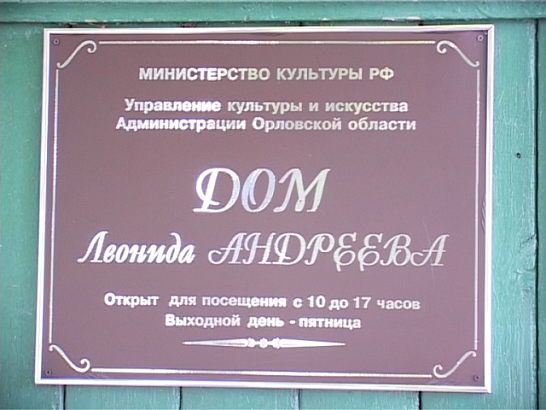 МИНИСТЕРСТВО КУЛЬТУРЫ РФ
Управление культуры и искусства
Администрации Орловской области
ДОМ
Леонида АНДРЕЕВА
Открыт для посещения с 10 до 17 часов
Выходной день - пятница